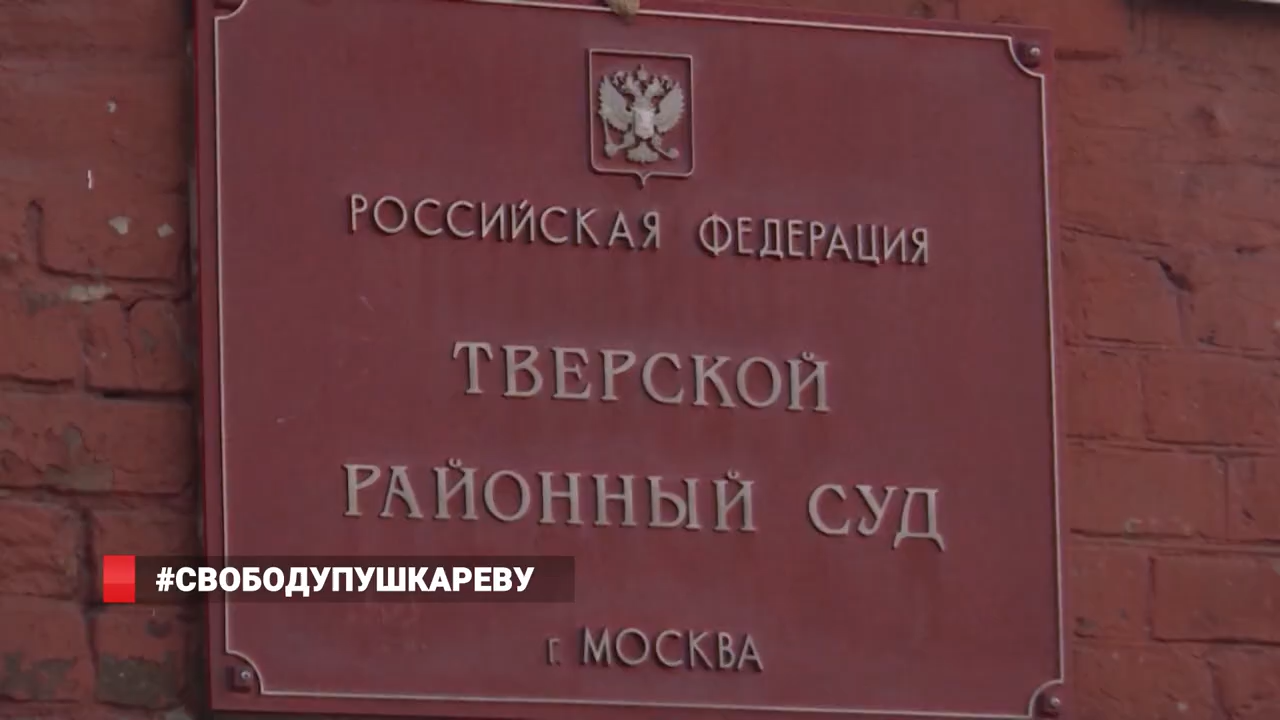 РОССИЙСКАЯ ФЕДЕРАЦИЯ
ТВЕРСКОЙ
РАЙОННЫЙ СУД
#СВОБОДУПУШКАРЕВУ
г. МОСКВА